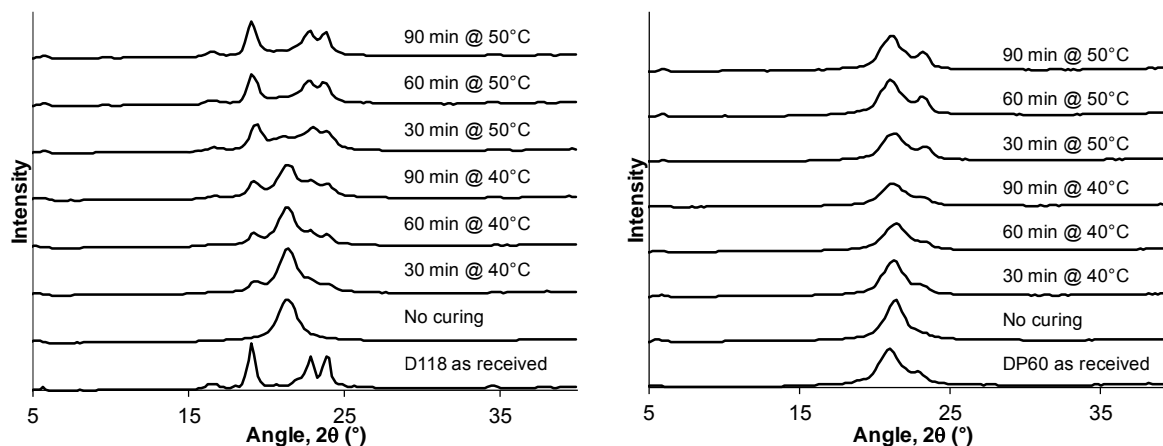 Intensity
90 min @ 50°C
60 min @ 50°C
30 min @ 50°C
90 min @ 40°C
60 min @ 40°C
30 min @ 40°C
No curing
D118 as received
5 15 25 35
Angle, 2θ (°)
Intensity
90 min @ 50°C
60 min @ 50°C
30 min @ 50°C
90 min @ 40°C
60 min @ 40°C
30 min @ 40°C
No curing
DP60 as received
5 15 25 35
Angle, 2θ (°)